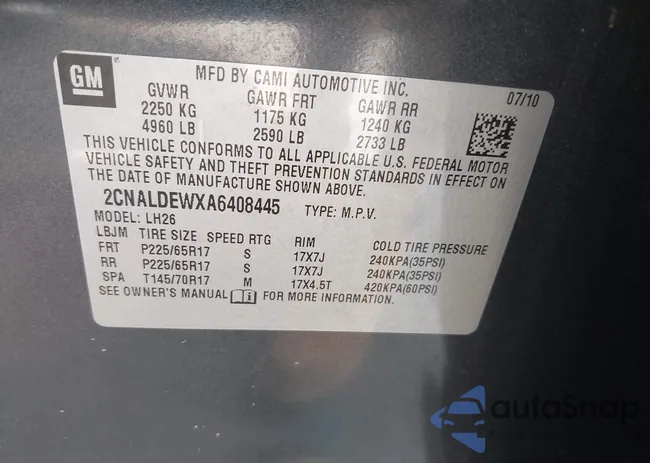 GM
MFD BY CAMI AUTOMOTIVE INC.
07/10
GVWR GAWR FRT GAWR RR
2250 KG 1175 KG 1240 KG
4960 LB 2590 LB 2733 LB
THIS VEHICLE CONFORMS TO ALL APPLICABLE U.S. FEDERAL MOTOR
VEHICLE SAFETY AND THEFT PREVENTION STANDARDS IN EFFECT ON
THE DATE OF MANUFACTURE SHOWN ABOVE.
2CNALDEWXA6408445 TYPE: M.P.V.
MODEL: LH26
LBJM TIRE SIZE SPEED RTG RIM COLD TIRE PRESSURE
FRT P225/65R17 S 17X7J 240KPA(35PSI)
RR P225/65R17 S 17X7J 240KPA(35PSI)
SPA T145/70R17 M 17X4.5T 420KPA(60PSI)
SEE OWNER'S MANUAL FOR MORE INFORMATION.
autoSnap